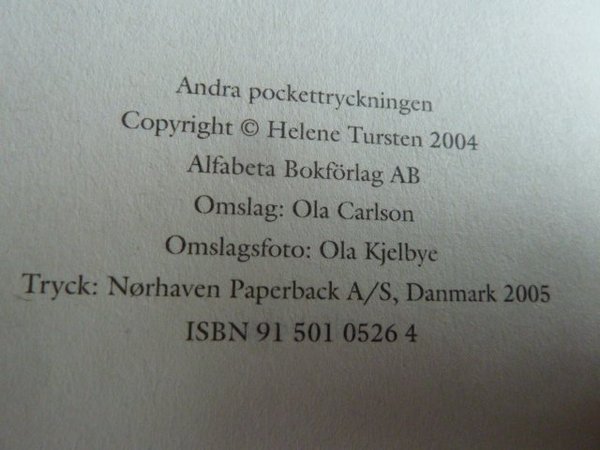 Andra pockettryckningen
Copyright © Helene Tursten 2004
Alfabeta Bokförlag AB
Omslag: Ola Carlson
Omslagsfoto: Ola Kjelbye
Tryck: Nørhaven Paperback A/S, Danmark 2005
ISBN 91 501 0526 4